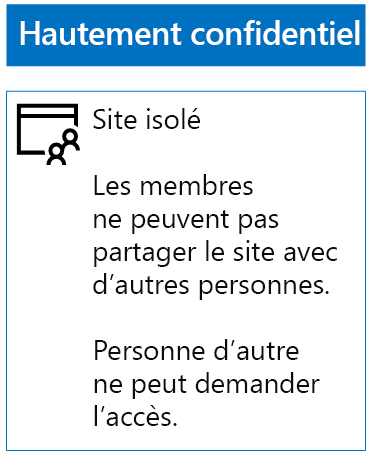 Hautement confidentiel
Site isolé
Les membres
ne peuvent pas
partager le site avec
d’autres personnes.
Personne d’autre
ne peut demander
l’accès.